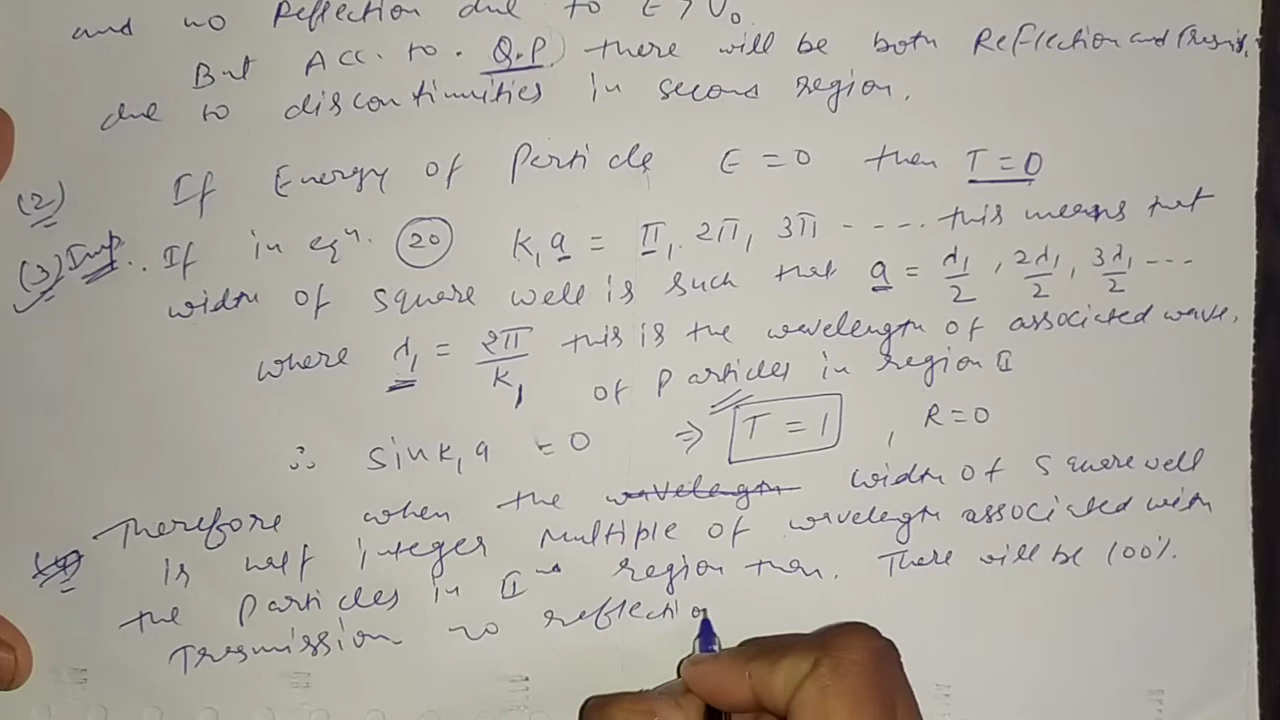 and no Reflection due to E > U₀
But Acc. to. Q.P) there will be both Reflection and
due to discontinuities in second region.
(2) If Energy of Particle E = 0 then T = 0
(3) Imp. If in eqⁿ. (20) k₁a = π, 2π, 3π ---- this means that
width of square well is such that a = λ₁/2, 2λ₁/2, 3λ₁/2 ---
where λ₁ = 2π/k₁ this is the wavelength of associated wave,
of particles in region II
∴ sin k₁a = 0 ⇒ T = 1, R = 0
Therefore when the wavelength width of square well
is half integer multiple of wavelength associated with
the particles in IInd region then. There will be 100%.
Trasmission no reflectio